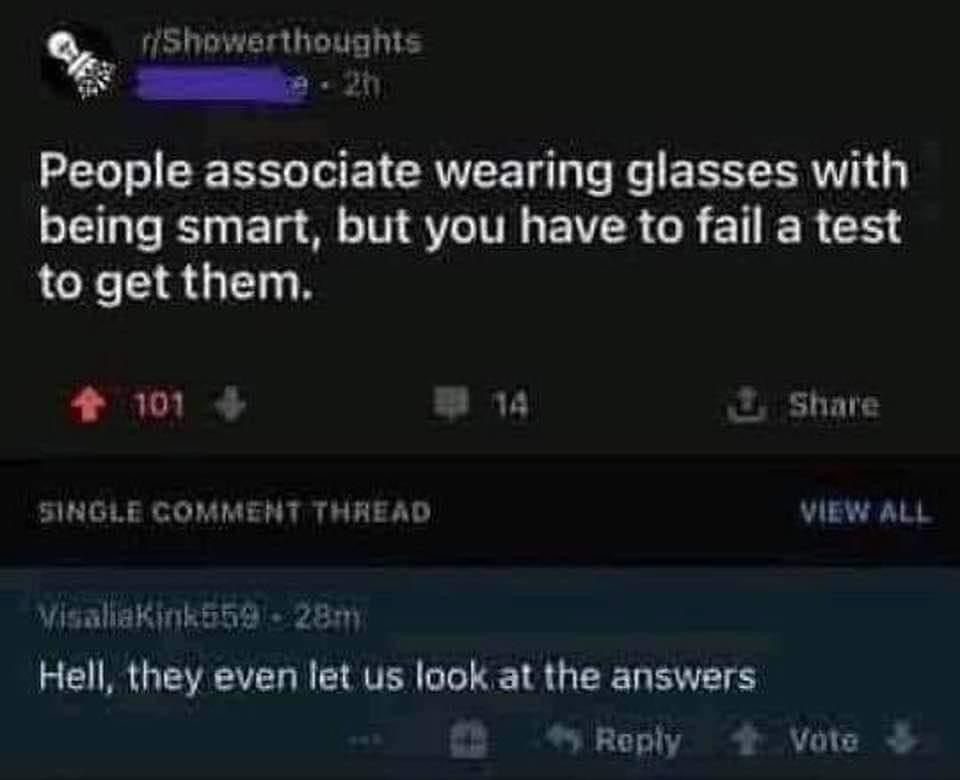 r/Showerthoughts
e • 2h
People associate wearing glasses with
being smart, but you have to fail a test
to get them.
101
14
Share
SINGLE COMMENT THREAD
VIEW ALL
VisaliaKink559 • 28m
Hell, they even let us look at the answers
... Reply Vote